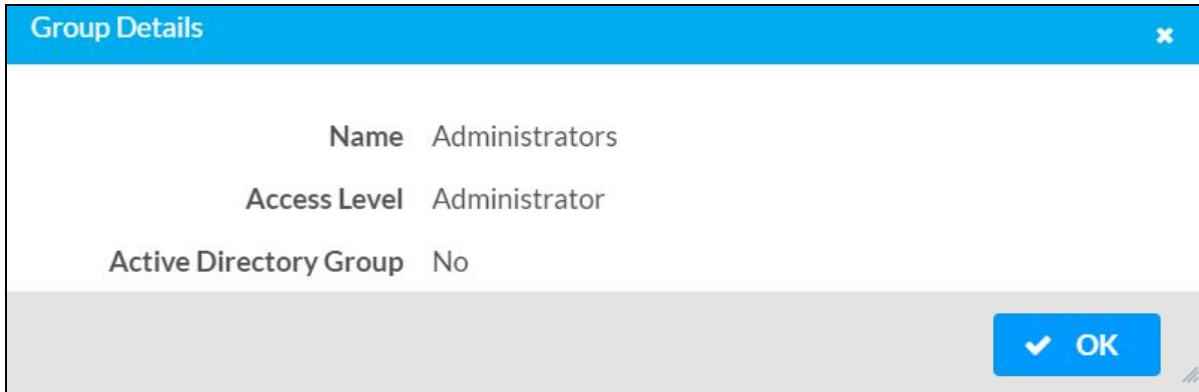 Group Details
Name Administrators
Access Level Administrator
Active Directory Group No
OK